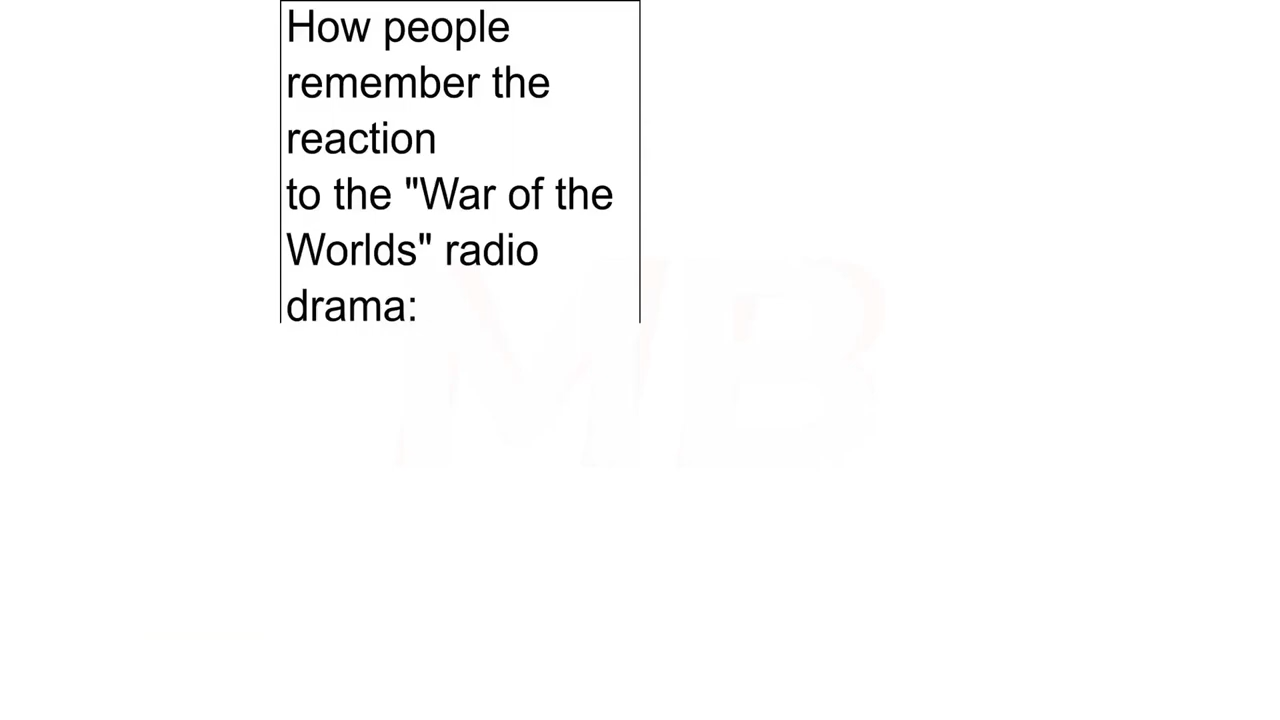 How people
remember the
reaction
to the "War of the
Worlds" radio
drama: